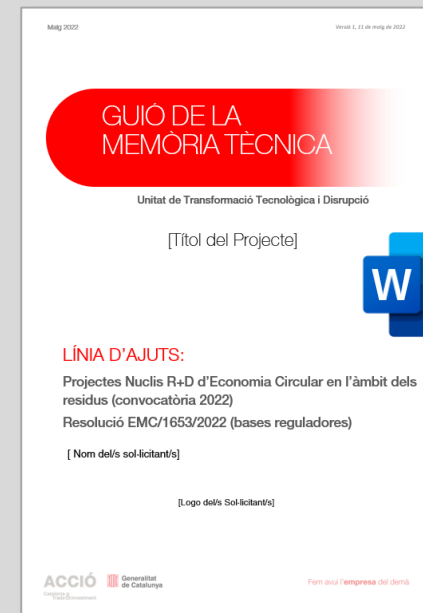 Maig 2022
Versió 1, 11 de maig de 2022
GUIÓ DE LA
MEMÒRIA TÈCNICA
Unitat de Transformació Tecnològica i Disrupció
[Títol del Projecte]
W
LÍNIA D'AJUTS:
Projectes Nuclis R+D d'Economia Circular en l'àmbit dels
residus (convocatòria 2022)
Resolució EMC/1653/2022 (bases reguladores)
[ Nom del/s sol·licitant/s]
[Logo del/s Sol·licitant/s]
ACCIÓ
Catalonia
Trade & Investment
Generalitat
de Catalunya
Fem avui l'empresa del demà